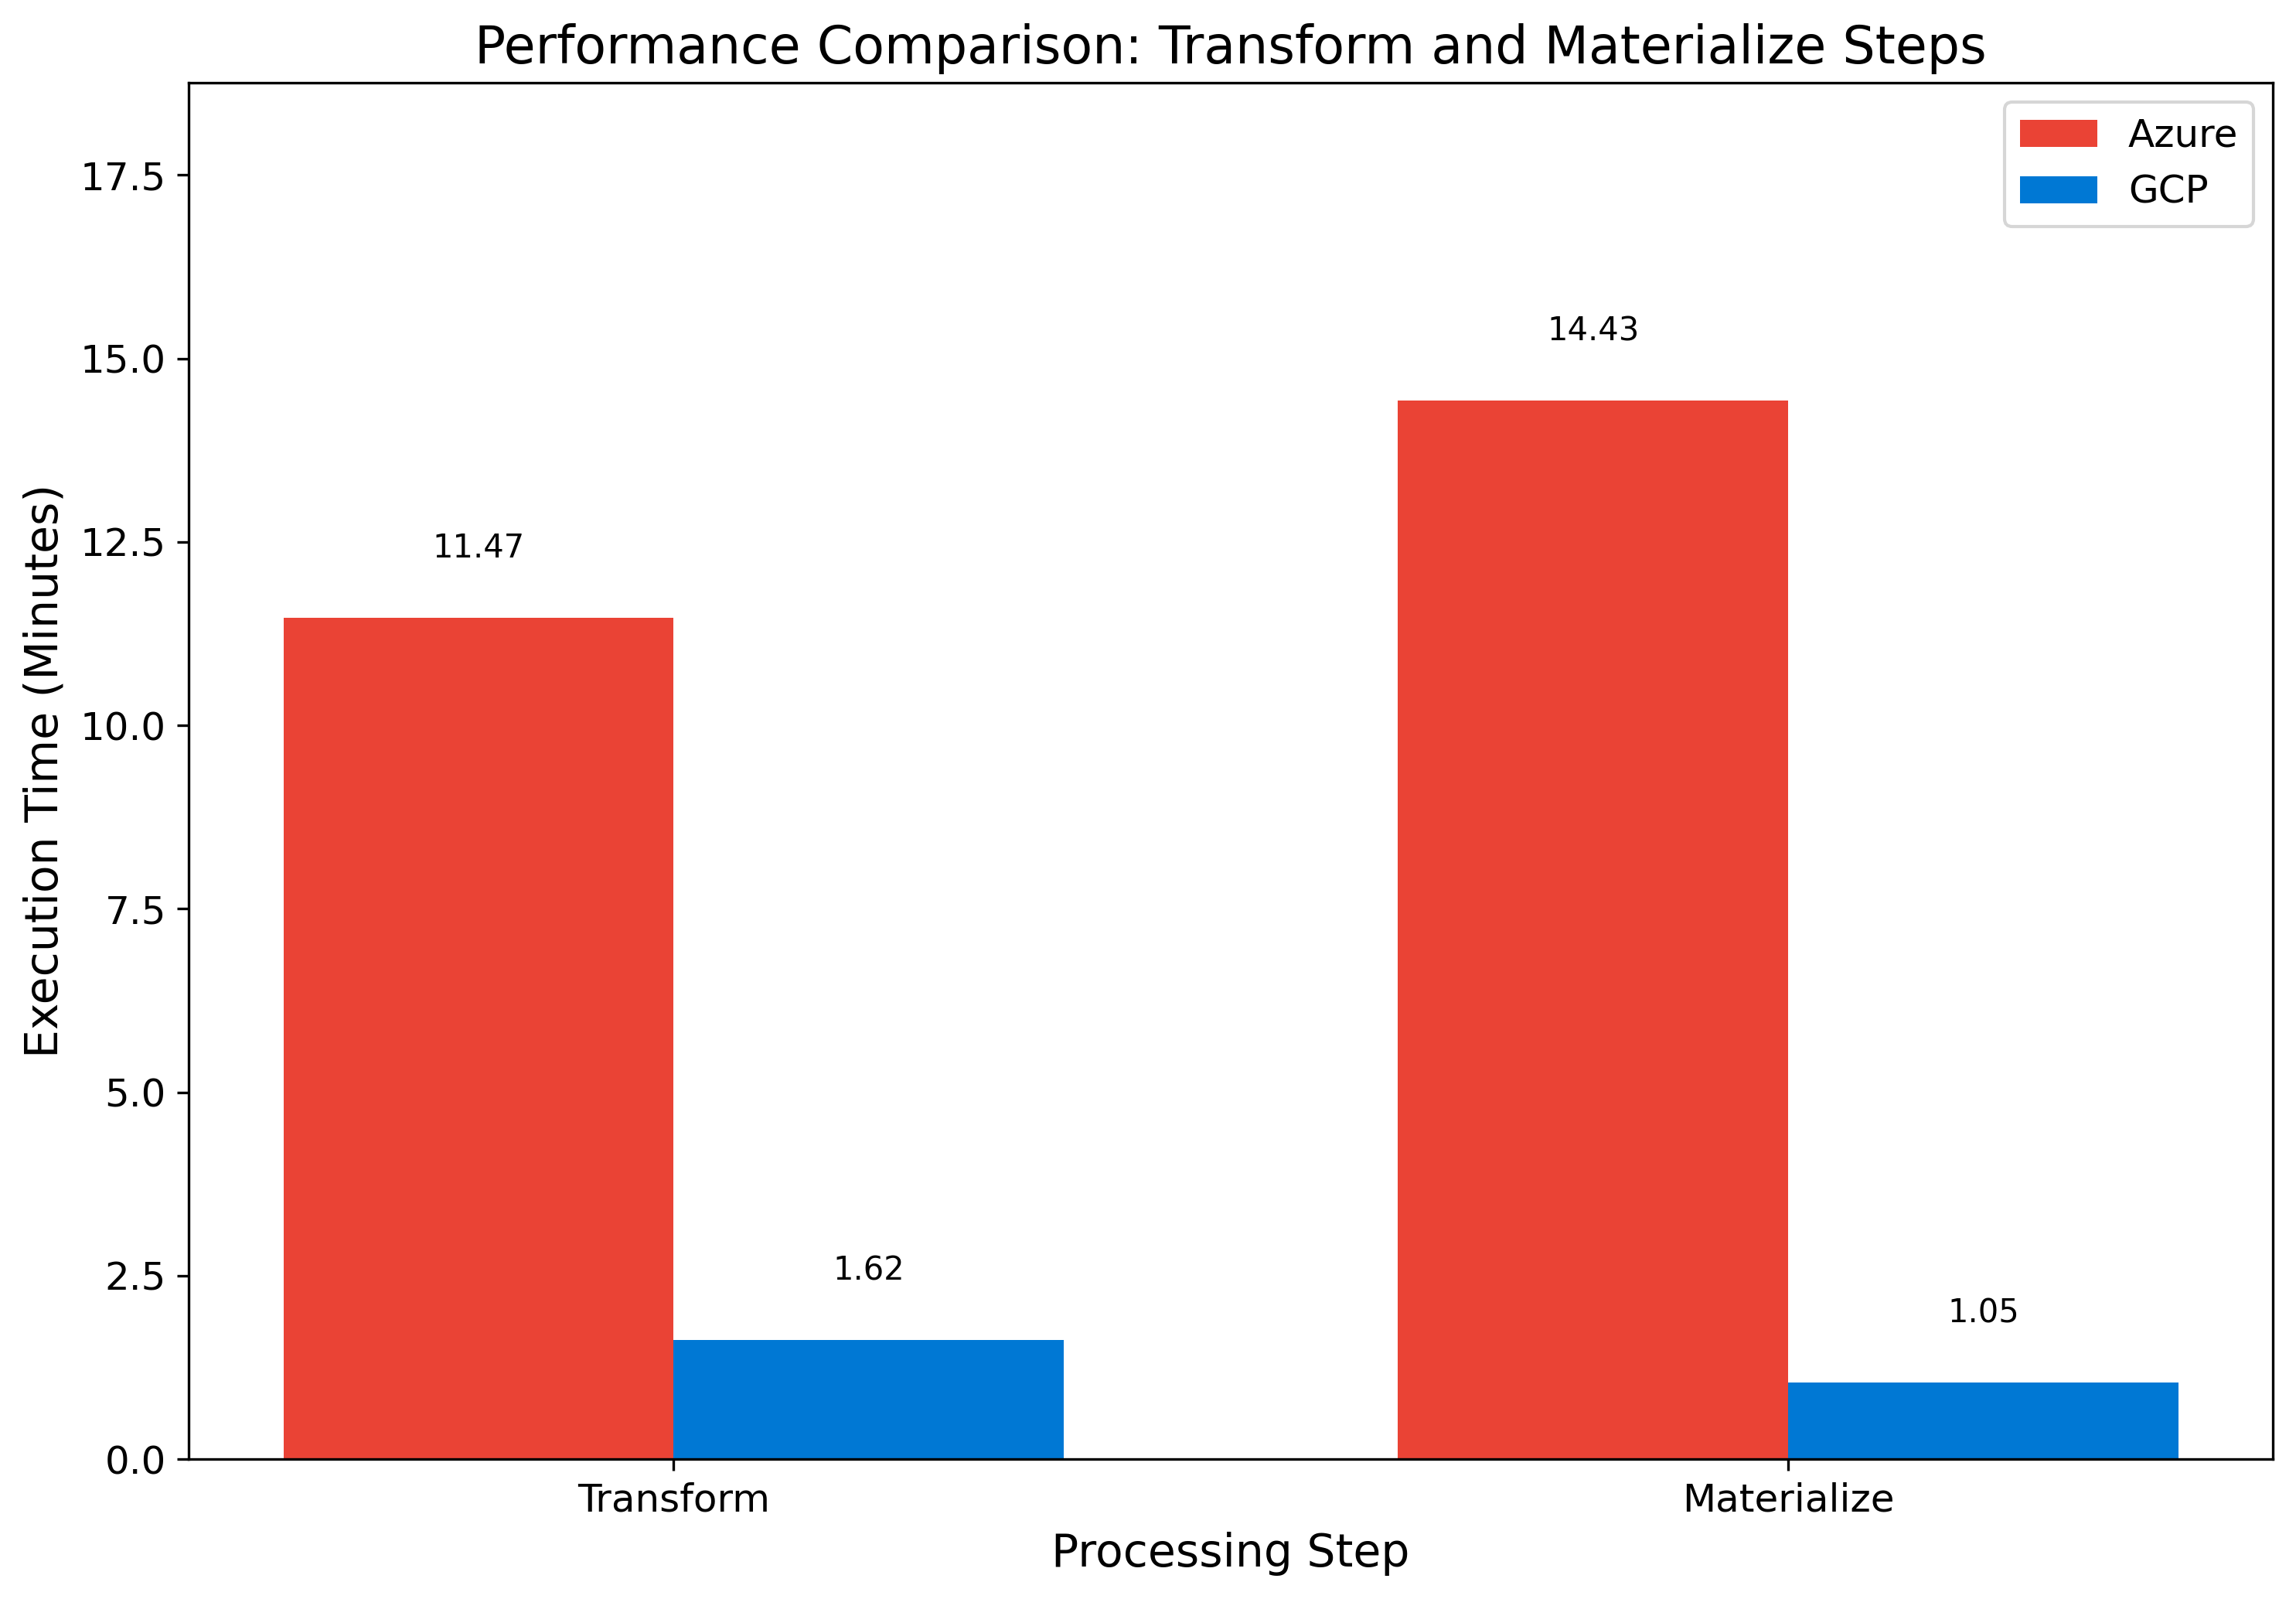 Performance Comparison: Transform and Materialize Steps
Azure
GCP
Execution Time (Minutes)
17.5
15.0
12.5
10.0
7.5
5.0
2.5
0.0
11.47
1.62
14.43
1.05
Transform
Materialize
Processing Step